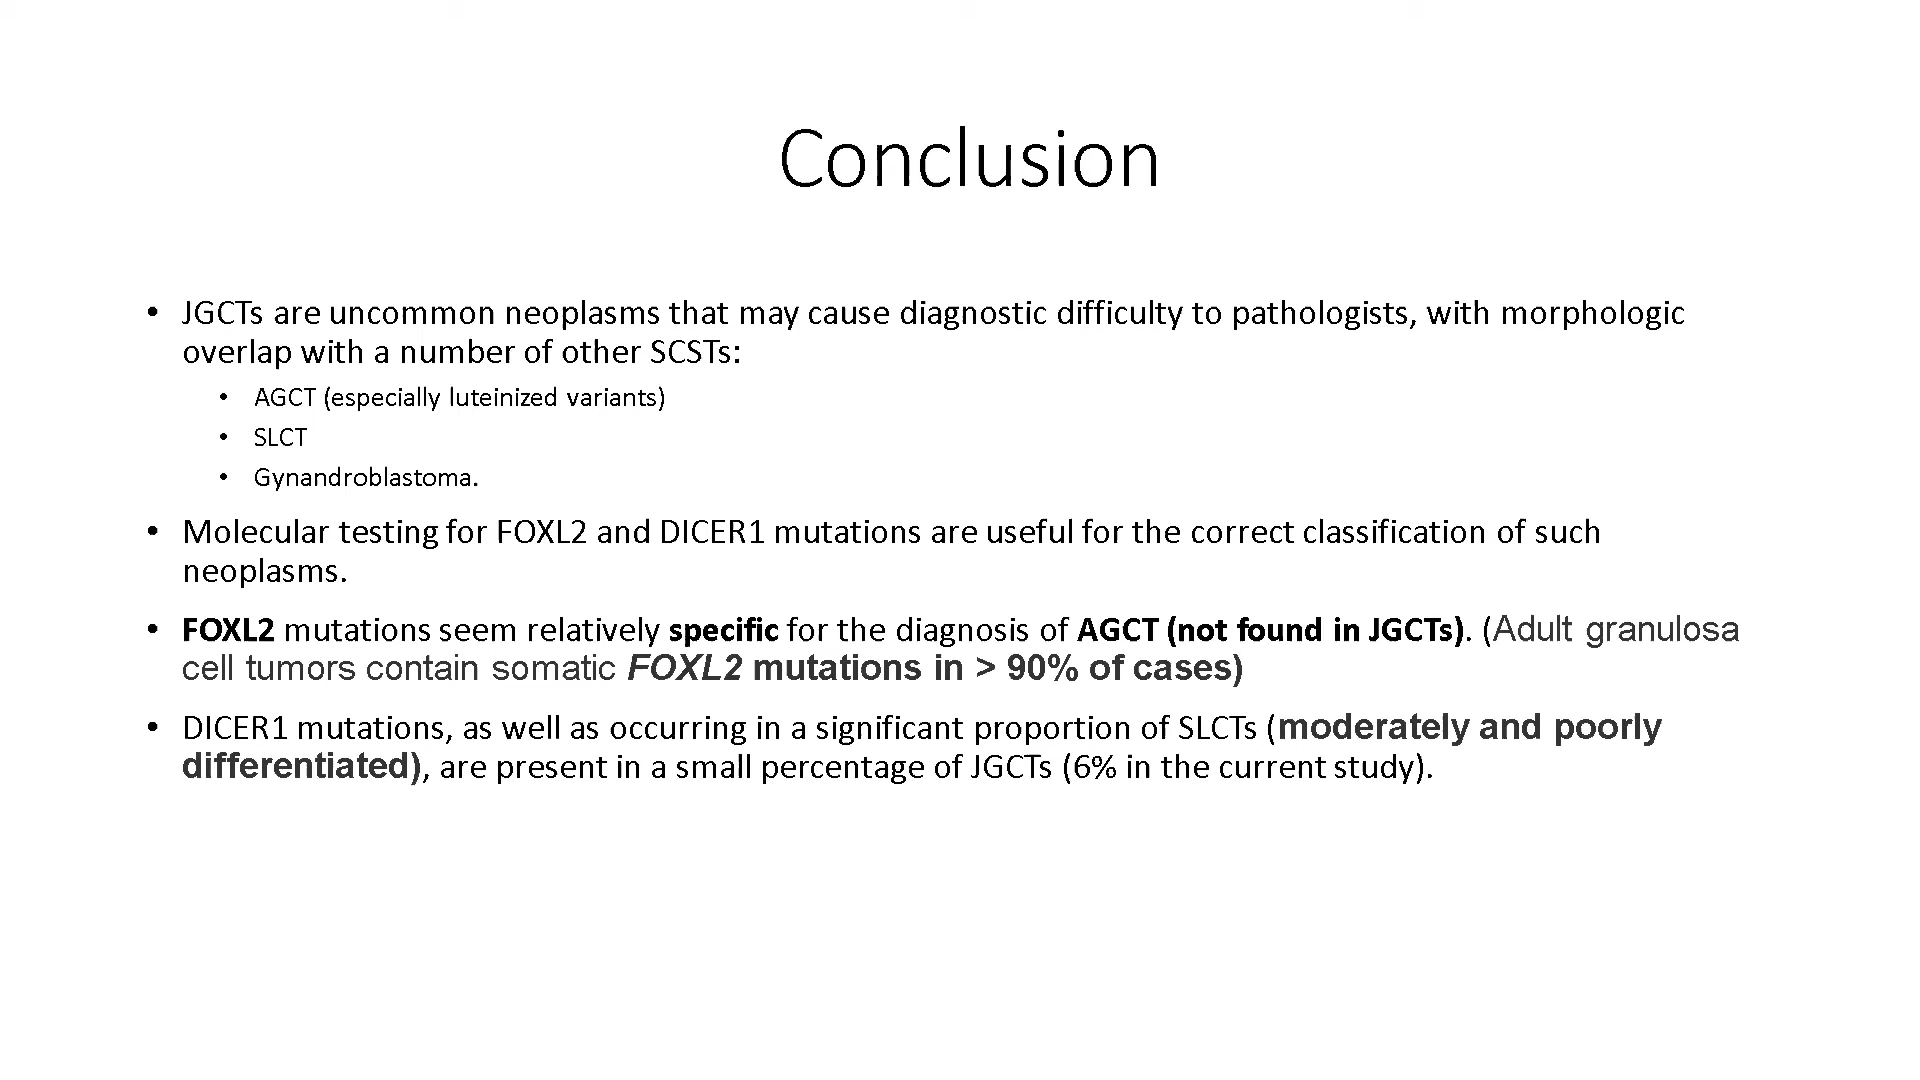 Conclusion
• JGCTs are uncommon neoplasms that may cause diagnostic difficulty to pathologists, with morphologic
overlap with a number of other SCSTs:
• AGCT (especially luteinized variants)
• SLCT
• Gynandroblastoma.
• Molecular testing for FOXL2 and DICER1 mutations are useful for the correct classification of such
neoplasms.
• FOXL2 mutations seem relatively specific for the diagnosis of AGCT (not found in JGCTs). (Adult granulosa
cell tumors contain somatic FOXL2 mutations in > 90% of cases)
• DICER1 mutations, as well as occurring in a significant proportion of SLCTs (moderately and poorly
differentiated), are present in a small percentage of JGCTs (6% in the current study).